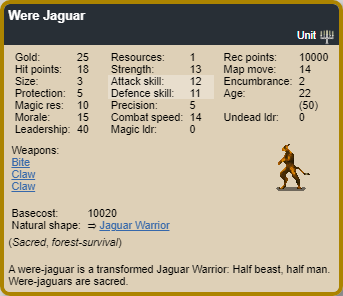 Were Jaguar
Unit
Gold: 25 Resources: 1 Rec points: 10000
Hit points: 18 Strength: 13 Map move: 14
Size: 3 Attack skill: 12 Encumbrance: 2
Protection: 5 Defence skill: 11 Age: 22
Magic res: 10 Precision: 5 (50)
Morale: 15 Combat speed: 14 Undead ldr: 0
Leadership: 40 Magic ldr: 0
Weapons:
Bite
Claw
Claw
Basecost: 10020
Natural shape: ⇒ Jaguar Warrior
(Sacred, forest-survival)
A were-jaguar is a transformed Jaguar Warrior: Half beast, half man.
Were-jaguars are sacred.